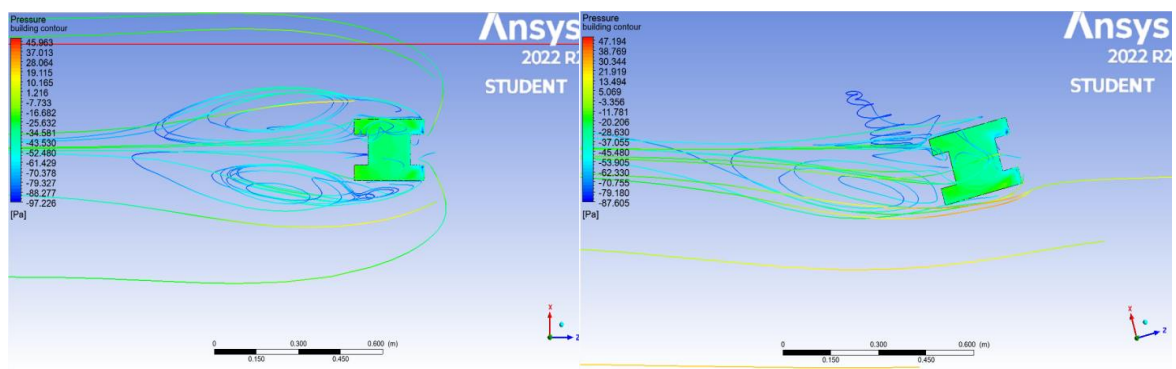 Pressure
building contour
45.963
37.013
28.064
19.115
10.165
1.216
-7.733
-16.682
-25.632
-34.581
-43.530
-52.480
-61.429
-70.378
-79.327
-88.277
-97.226
[Pa]
Ansys
2022 R2
STUDENT
0 0.300 0.600 (m)
0.150 0.450
X
Z
Pressure
building contour
47.194
38.769
30.344
21.919
13.494
5.069
-3.356
-11.781
-20.206
-28.630
-37.055
-45.480
-53.905
-62.330
-70.755
-79.180
-87.605
[Pa]
Ansys
2022 R2
STUDENT
0 0.300 0.600 (m)
0.150 0.450
X
Z